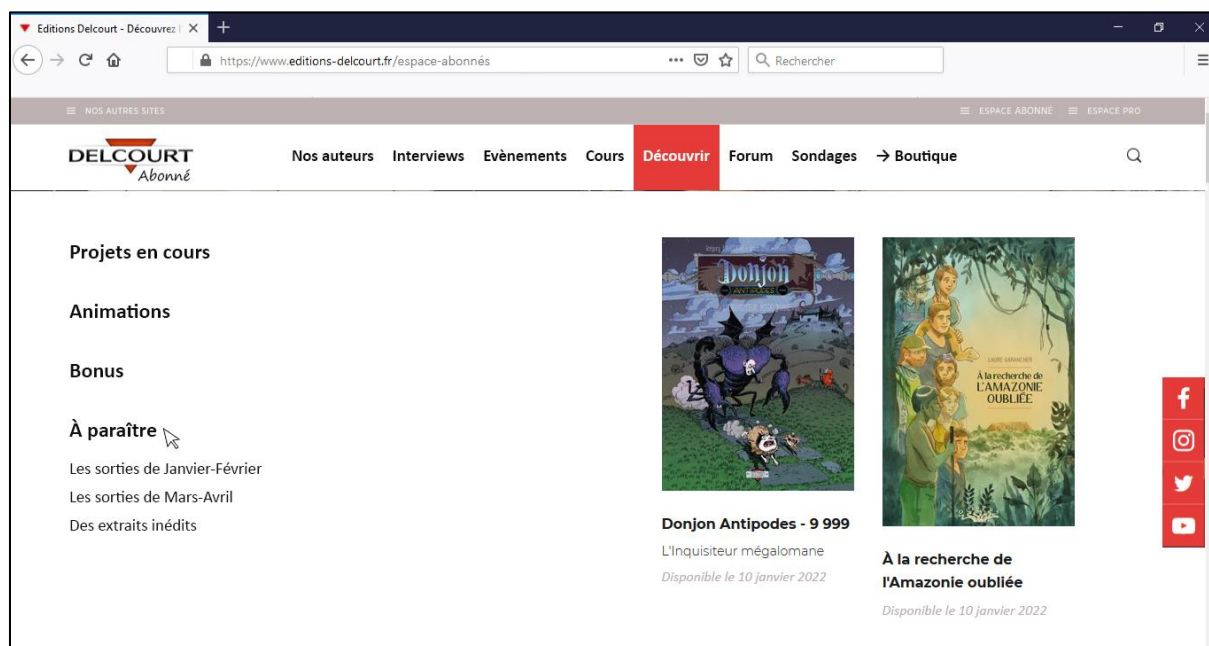 Editions Delcourt - Découvrez
https://www.editions-delcourt.fr/espace-abonnés
Rechercher
NOS AUTRES SITES
ESPACE ABONNÉ
ESPACE PRO
DELCOURT
Abonné
Nos auteurs Interviews Evènements Cours Découvrir Forum Sondages → Boutique
Projets en cours
Animations
Bonus
À paraître
Les sorties de Janvier-Février
Les sorties de Mars-Avril
Des extraits inédits
Donjon
ANTIPODES
LAURE GARANCHER
À la recherche de
L'AMAZONIE
OUBLIÉE
Donjon Antipodes - 9 999
L'Inquisiteur mégalomane
Disponible le 10 janvier 2022
À la recherche de
l'Amazonie oubliée
Disponible le 10 janvier 2022